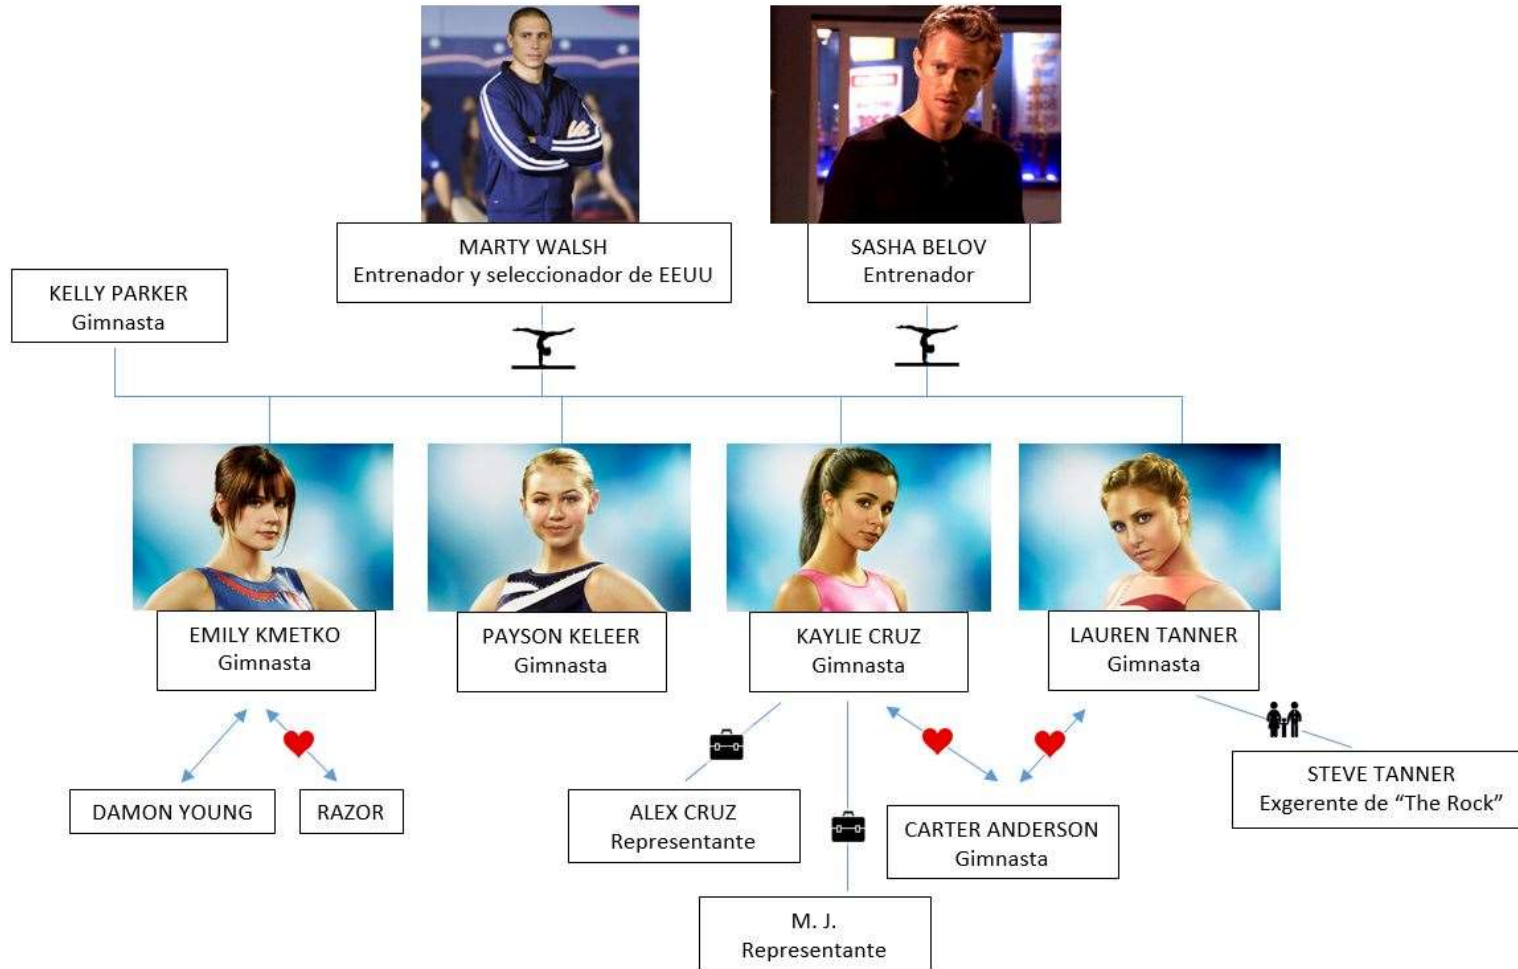 MARTY WALSH
Entrenador y seleccionador de EEUU
SASHA BELOV
Entrenador
KELLY PARKER
Gimnasta
EMILY KMETKO
Gimnasta
PAYSON KELEER
Gimnasta
KAYLIE CRUZ
Gimnasta
LAUREN TANNER
Gimnasta
DAMON YOUNG
RAZOR
ALEX CRUZ
Representante
CARTER ANDERSON
Gimnasta
STEVE TANNER
Exgerente de “The Rock”
M. J.
Representante